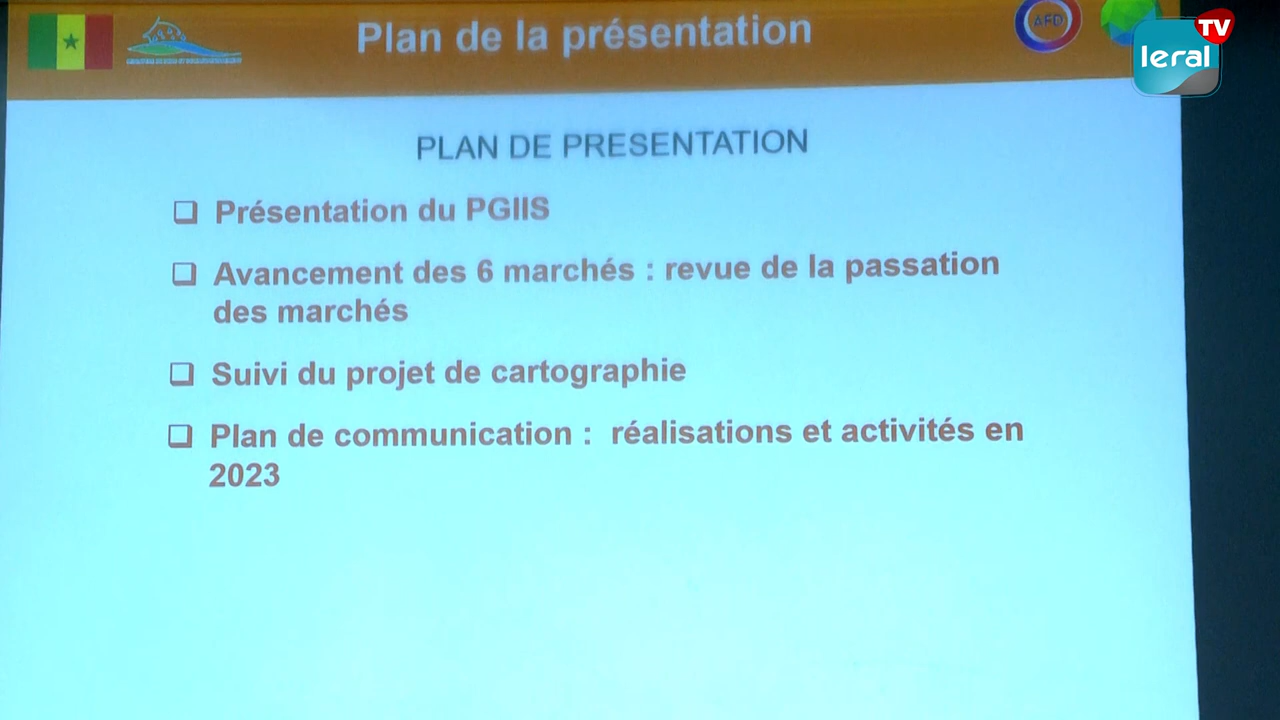 Plan de la présentation
AFD
TV
leral
PLAN DE PRESENTATION
❑ Présentation du PGIIS
❑ Avancement des 6 marchés : revue de la passation
des marchés
❑ Suivi du projet de cartographie
❑ Plan de communication : réalisations et activités en
2023